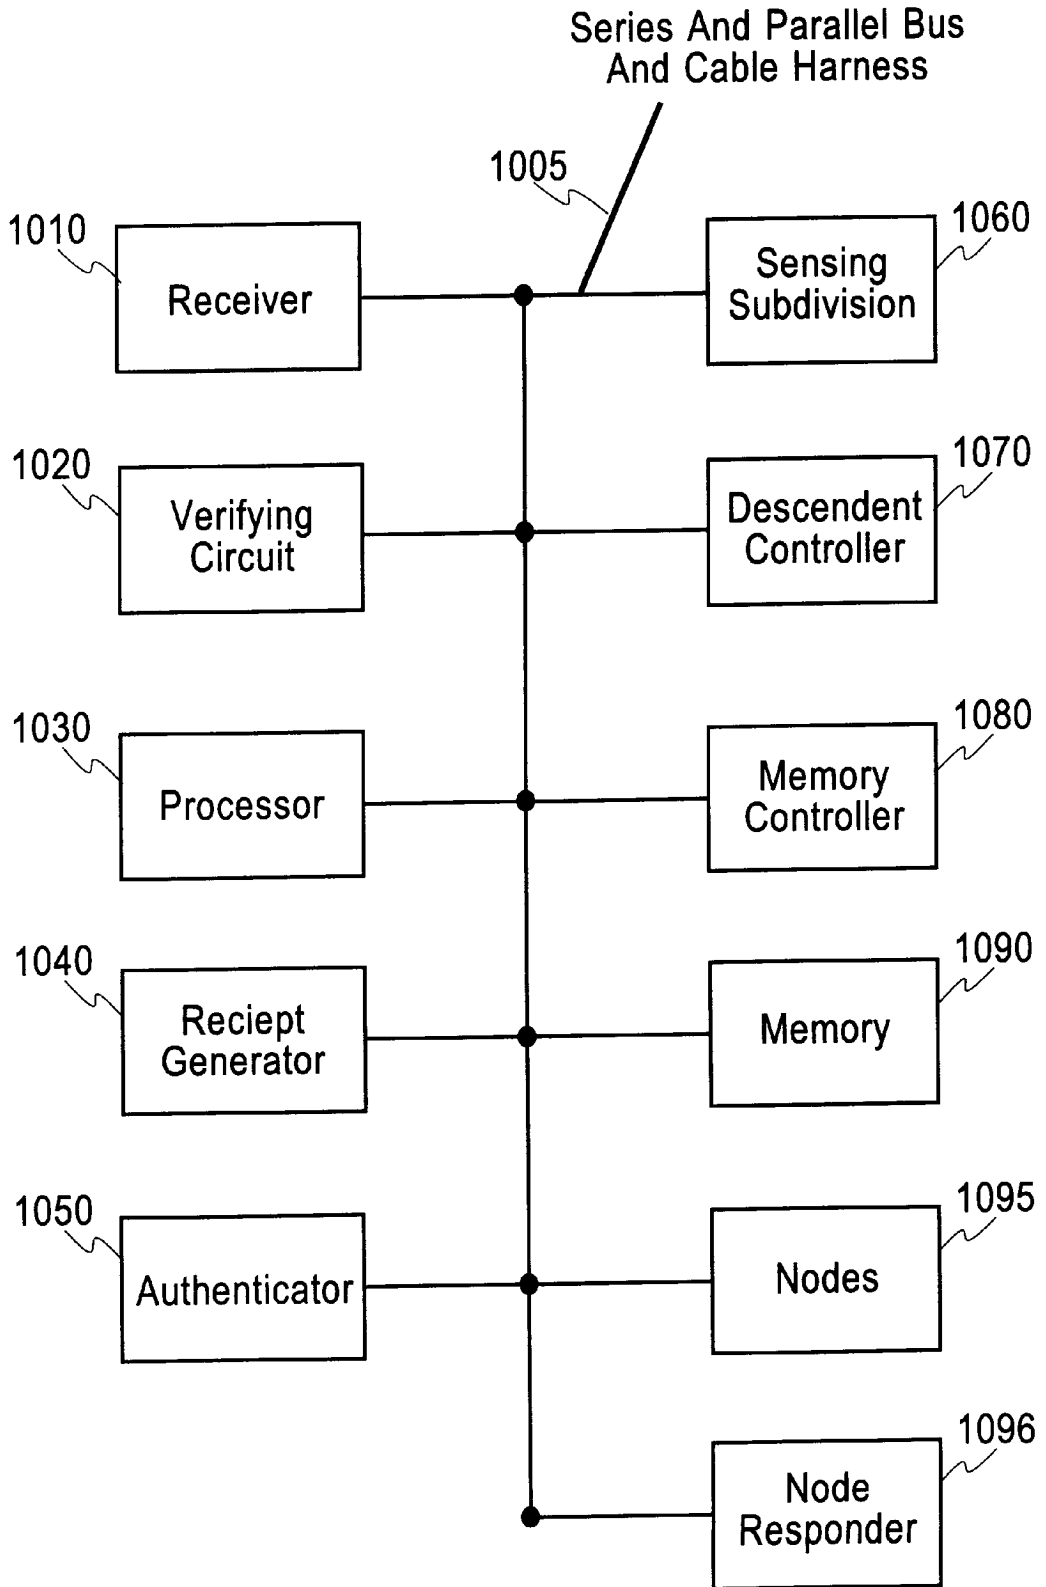 Series And Parallel Bus
And Cable Harness
1005
1010
Receiver
1060
Sensing
Subdivision
1020
Verifying
Circuit
1070
Descendent
Controller
1030
Processor
1080
Memory
Controller
1040
Reciept
Generator
1090
Memory
1050
Authenticator
1095
Nodes
1096
Node
Responder